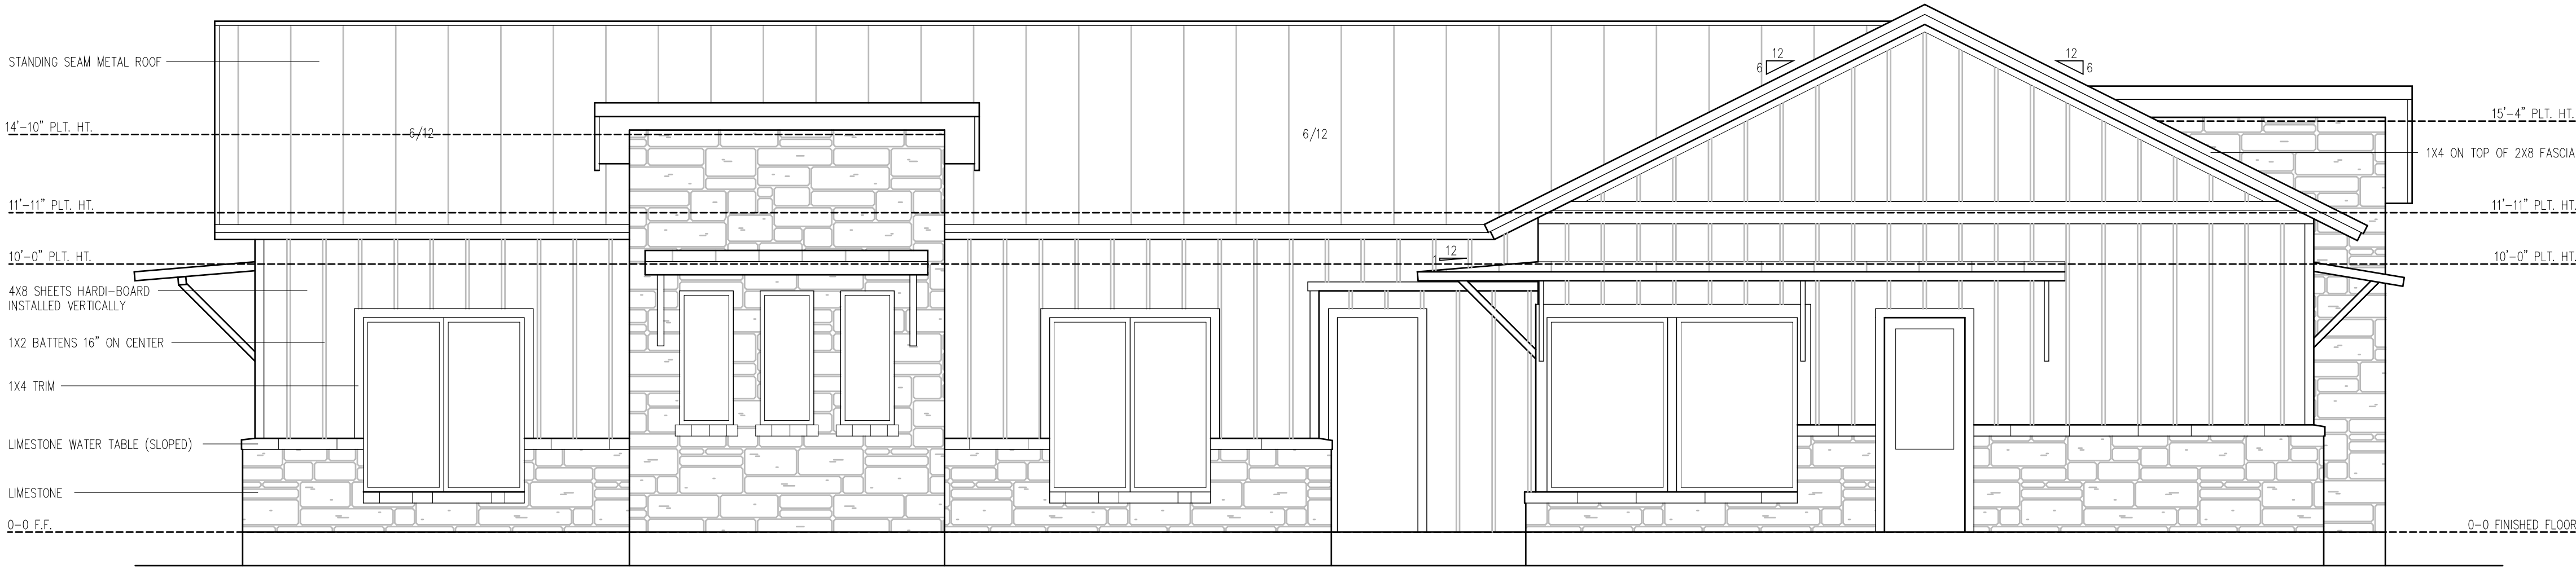 STANDING SEAM METAL ROOF
14'-10" PLT. HT.
6/12
11'-11" PLT. HT.
10'-0" PLT. HT.
4X8 SHEETS HARDI-BOARD
INSTALLED VERTICALLY
1X2 BATTENS 16" ON CENTER
1X4 TRIM
LIMESTONE WATER TABLE (SLOPED)
LIMESTONE
0-0 F.F.
6/12
12
1
12
6
12
6
15'-4" PLT. HT.
1X4 ON TOP OF 2X8 FASCIA
11'-11" PLT. HT.
10'-0" PLT. HT.
0-0 FINISHED FLOOR